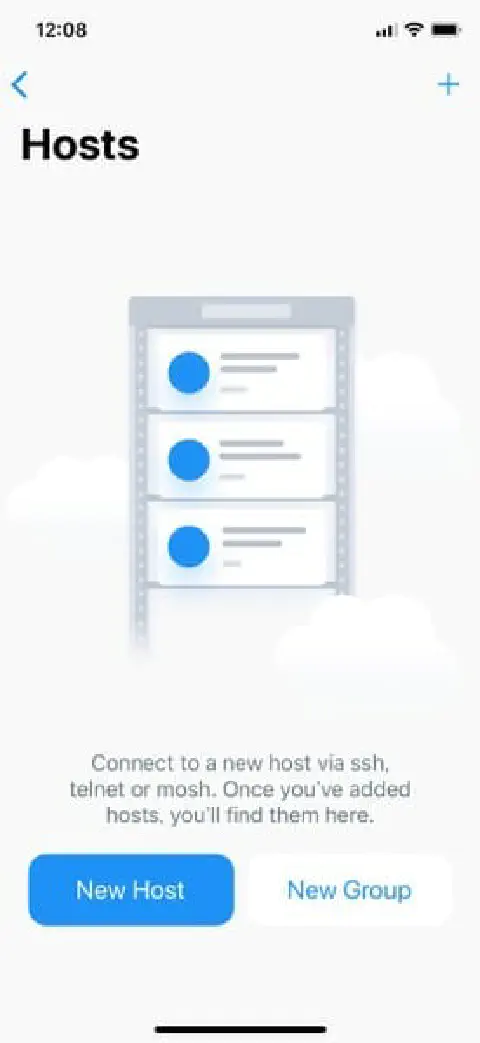 12:08
Hosts
Connect to a new host via ssh,
telnet or mosh. Once you've added
hosts, you'll find them here.
New Host
New Group